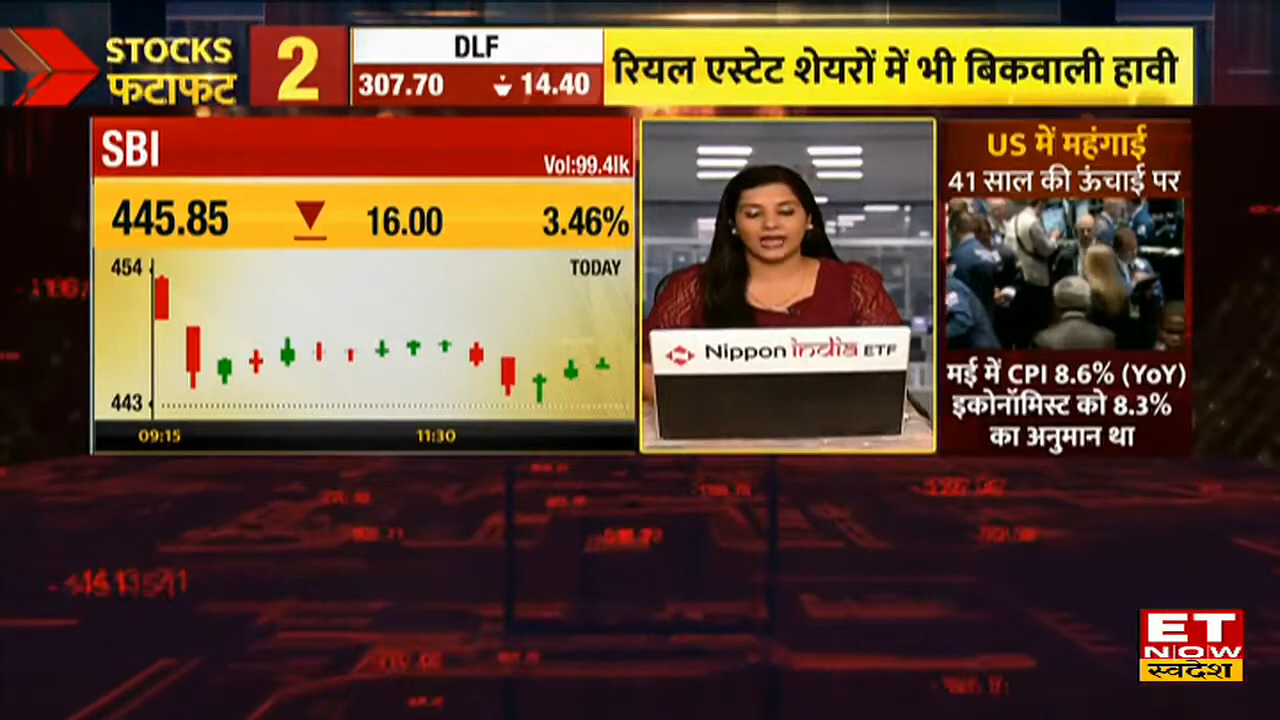 STOCKS
फटाफट
2
DLF
307.70 14.40
रियल एस्टेट शेयरों में भी बिकवाली हावी
SBI
Vol:99.4lk
445.85 16.00 3.46%
454
TODAY
443
09:15 11:30
Nippon india ETF
US में महंगाई
41 साल की ऊंचाई पर
मई में CPI 8.6% (YoY)
इकोनॉमिस्ट को 8.3%
का अनुमान था
ET
NOW
स्वदेश